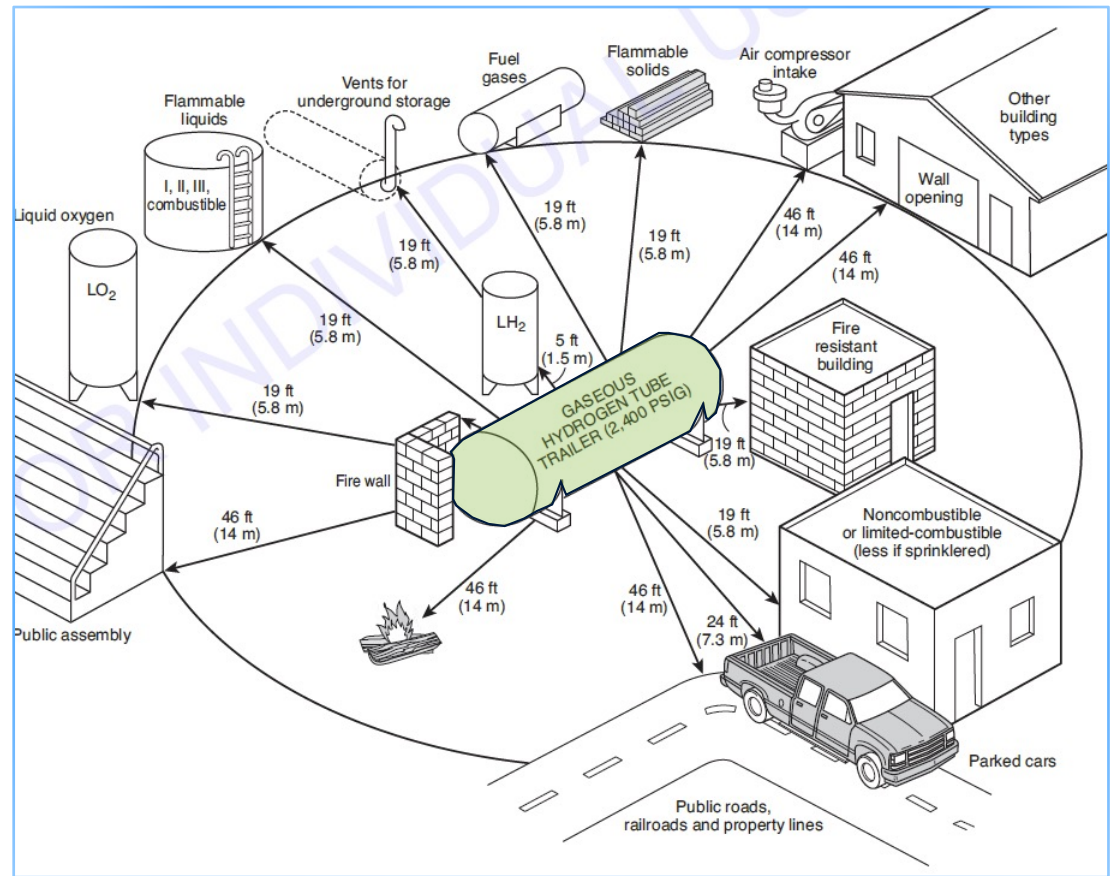 OR INDIVIDUAL U
Flammable
liquids
I, II, III,
combustible
Vents for
underground storage
Fuel
gases
Flammable
solids
Air compressor
intake
Other
building
types
Wall
opening
Liquid oxygen
LO2
19 ft
(5.8 m)
19 ft
(5.8 m)
46 ft
(14 m)
46 ft
(14 m)
19 ft
(5.8 m)
LH2
5 ft
(1.5 m)
19 ft
(5.8 m)
Fire
resistant
building
GASEOUS
HYDROGEN TUBE
TRAILER (2,400 PSIG)
19 ft
(5.8 m)
19 ft
(5.8 m)
Fire wall
46 ft
(14 m)
Public assembly
46 ft
(14 m)
46 ft
(14 m)
24 ft
(7.3 m)
19 ft
(5.8 m)
Noncombustible
or limited-combustible
(less if sprinklered)
Parked cars
Public roads,
railroads and property lines